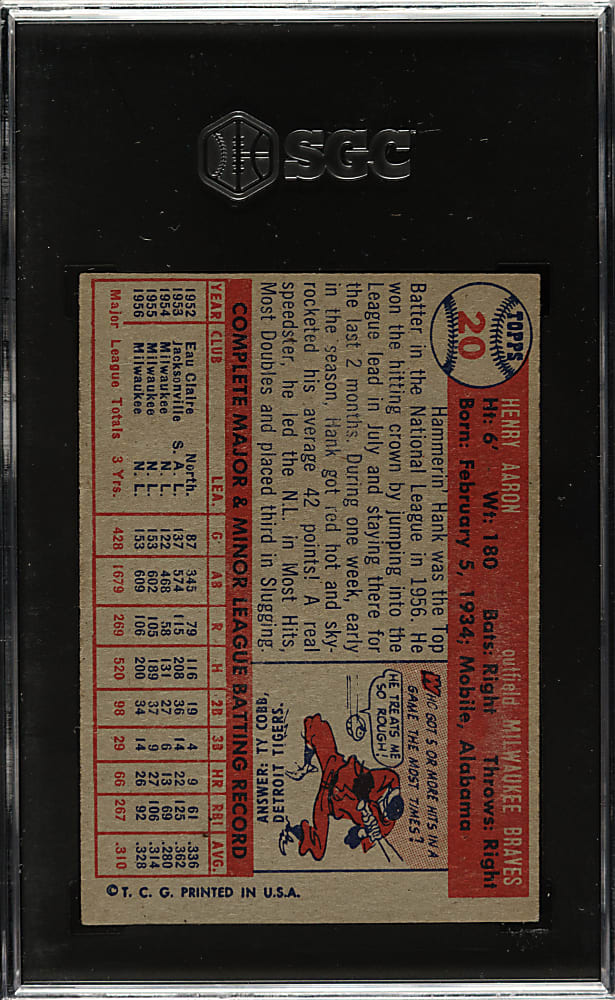 SGC
TOPPS
20
HENRY AARON
outfield MILWAUKEE BRAVES
Ht: 6' Wt: 180 Bats: Right Throws: Right
Born: February 5, 1934; Mobile, Alabama
Hammerin' Hank was the Top
Batter in the National League in 1956. He
won the hitting crown by jumping into the
League lead in July and staying there for
the last 2 months. During one week, early
in the season, Hank got red hot and sky-
rocketed his average 42 points! A real
speedster, he led the N.L. in Most Hits,
Most Doubles and placed third in Slugging.
WHO GOT 5 OR MORE HITS IN A
GAME THE MOST TIMES?
HE TREATS ME
SO ROUGH!
ANSWER: TY COBB,
DETROIT TIGERS.
COMPLETE MAJOR & MINOR LEAGUE BATTING RECORD
YEAR CLUB LEA. G AB R H 2B 3B HR RBI AVG.
1952 Eau Claire North. 87 345 79 116 19 4 9 61 .336
1953 Jacksonville S. A. L. 137 574 115 208 36 14 22 125 .362
1954 Milwaukee N. L. 122 468 58 131 27 6 13 69 .280
1955 Milwaukee N. L. 153 602 105 189 37 9 27 106 .314
1956 Milwaukee N. L. 153 609 106 200 34 14 26 92 .328
Major League Totals 3 Yrs. 428 1679 269 520 98 29 66 267 .310
© T. C. G. PRINTED IN U.S.A.